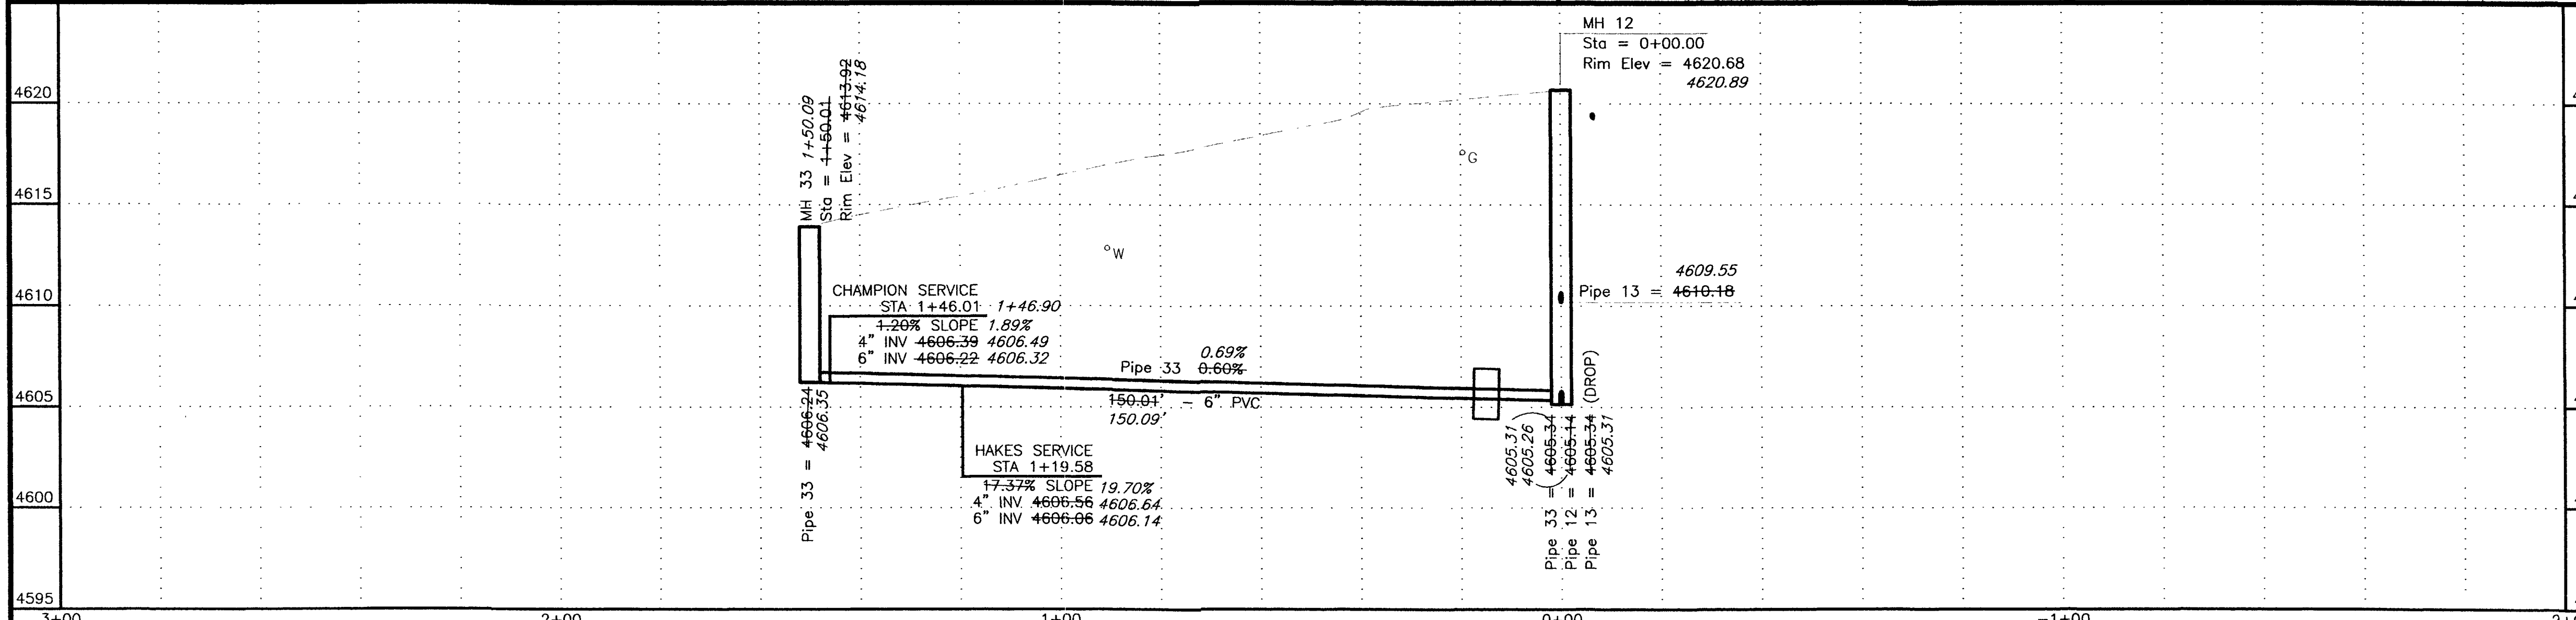 MH 12
Sta = 0+00.00
Rim Elev = 4620.68
4620.89
4620
4615
4610
4605
4600
4595
MH 33 1+50.09
Sta = 1+50.01
Rim Elev = 4613.92
4614.18
G
W
CHAMPION SERVICE
STA 1+46.01 1+46.90
1.20% SLOPE 1.89%
4" INV 4606.39 4606.49
6" INV 4606.22 4606.32
4609.55
Pipe 13 = 4610.18
0.69%
Pipe 33 0.60%
150.01' - 6" PVC
150.09'
Pipe 33 = 4606.24
4606.35
HAKES SERVICE
STA 1+19.58
17.37% SLOPE 19.70%
4" INV 4606.56 4606.64
6" INV 4606.06 4606.14
4605.31
4605.26
Pipe 33 = 4605.34
Pipe 12 = 4605.14
Pipe 13 = 4605.34 (DROP)
4605.31
3+00 2+00 1+00 0+00 -1+00